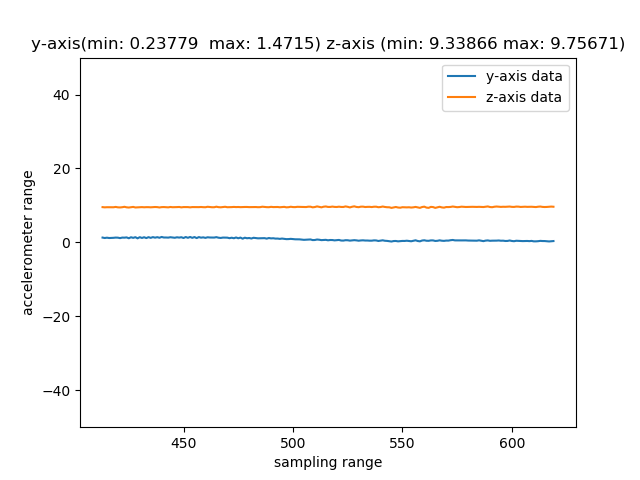 y-axis(min: 0.23779  max: 1.4715) z-axis (min: 9.33866 max: 9.75671)
y-axis data
z-axis data
40
20
0
−20
−40
accelerometer range
450
500
550
600
sampling range